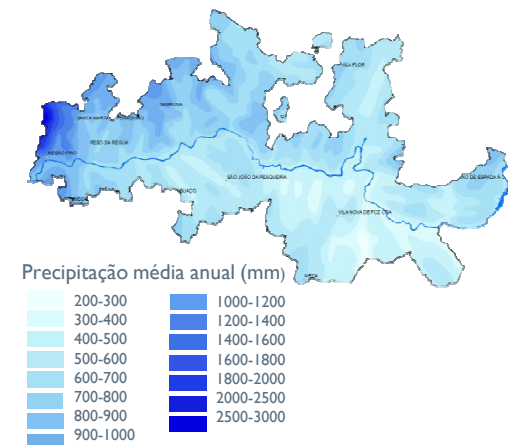 VILA FLOR
SABROSA
PESO DA RÉGUA
MESÃO FRIO
SÃO JOÃO DA PESQUEIRA
VILA NOVA DE FOZ CÔA
MEDA
Precipitação média anual (mm)
200-300
300-400
400-500
500-600
600-700
700-800
800-900
900-1000
1000-1200
1200-1400
1400-1600
1600-1800
1800-2000
2000-2500
2500-3000